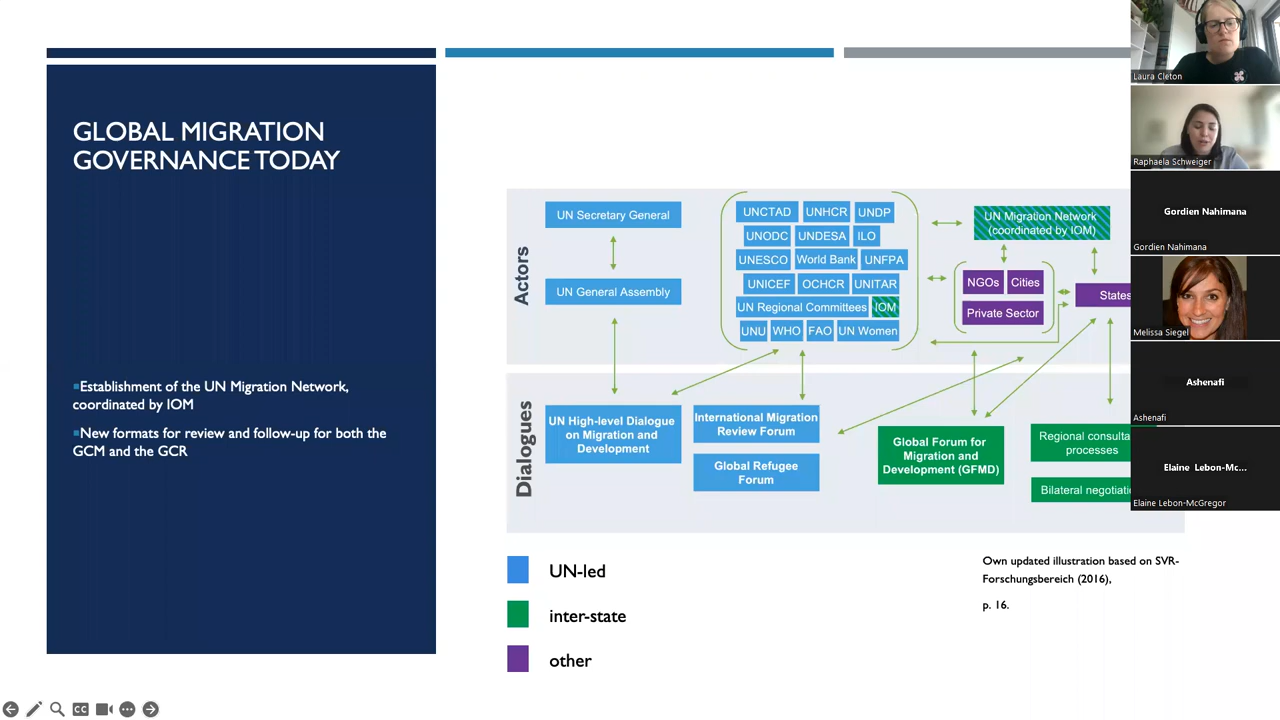 GLOBAL MIGRATION
GOVERNANCE TODAY
Establishment of the UN Migration Network,
coordinated by IOM
New formats for review and follow-up for both the
GCM and the GCR
Actors
UN Secretary General
UN General Assembly
UNCTAD UNHCR UNDP
UNODC UNDESA ILO
UNESCO World Bank UNFPA
UNICEF OCHCR UNITAR
UN Regional Committees IOM
UNU WHO FAO UN Women
UN Migration Network
(coordinated by IOM)
NGOs Cities
Private Sector
States
Dialogues
UN High-level Dialogue
on Migration and
Development
International Migration
Review Forum
Global Refugee
Forum
Global Forum for
Migration and
Development (GFMD)
Regional consulta
processes
Bilateral negotiati
UN-led
inter-state
other
Own updated illustration based on SVR-
Forschungsbereich (2016),
p. 16.
CC
Laura Cleton
Raphaela Schweiger
Gordien Nahimana
Gordien Nahimana
Melissa Siegel
Ashenafi
Ashenafi
Elaine Lebon-Mc...
Elaine Lebon-McGregor